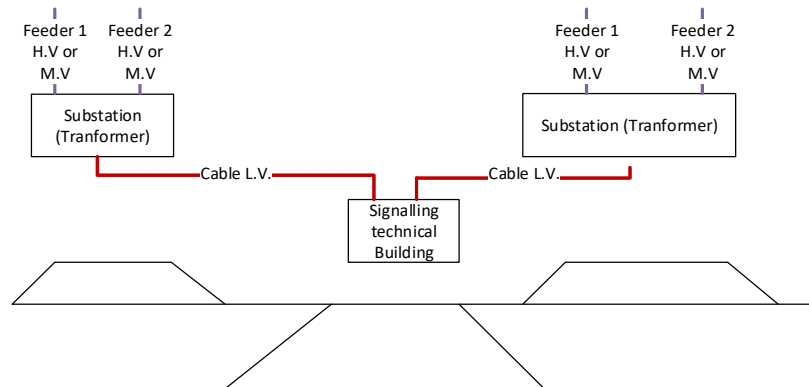 Feeder 1
H.V or
M.V
Feeder 2
H.V or
M.V
Feeder 1
H.V or
M.V
Feeder 2
H.V or
M.V
Substation
(Tranformer)
Substation (Tranformer)
Cable L.V.
Cable L.V.
Signalling
technical
Building